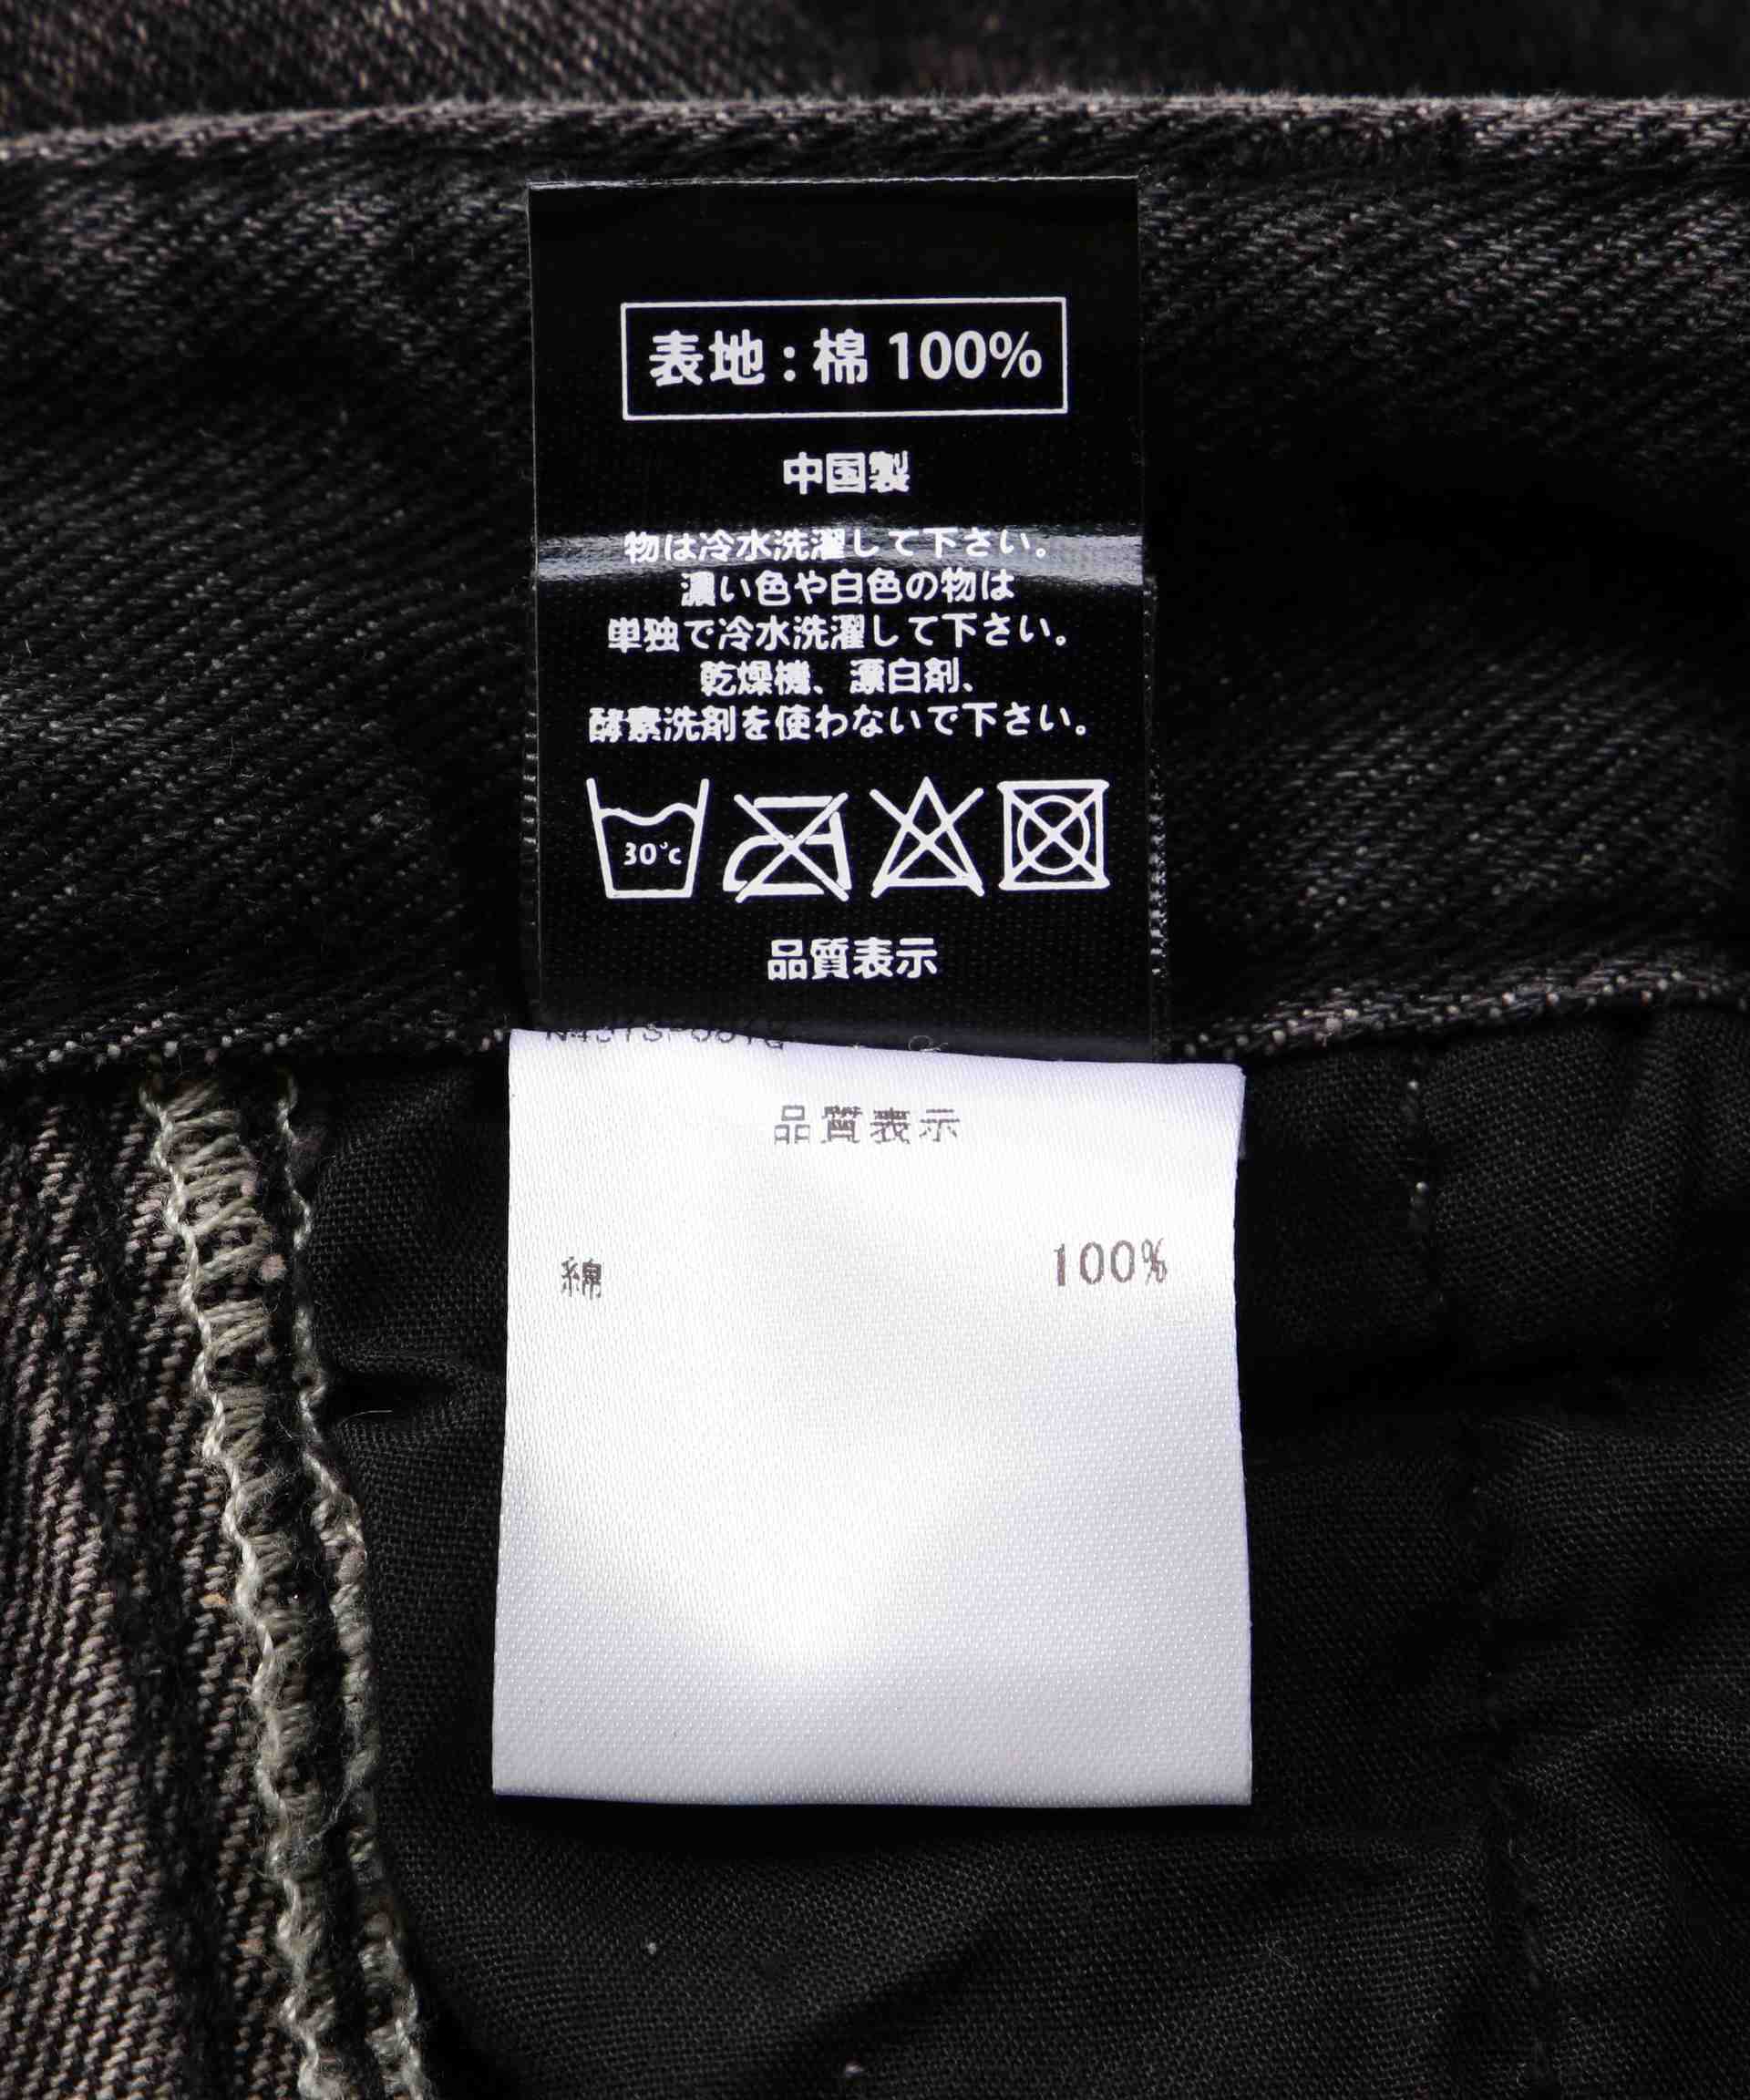 表地:棉100%
中国製
物は冷水洗濯して下さい。
濃い色や白色の物は
単独で冷水洗濯して下さい。
乾燥機、漂白剤、
酵素洗剤を使わないで下さい。
30℃
品質表示
品質表示
綿 100%